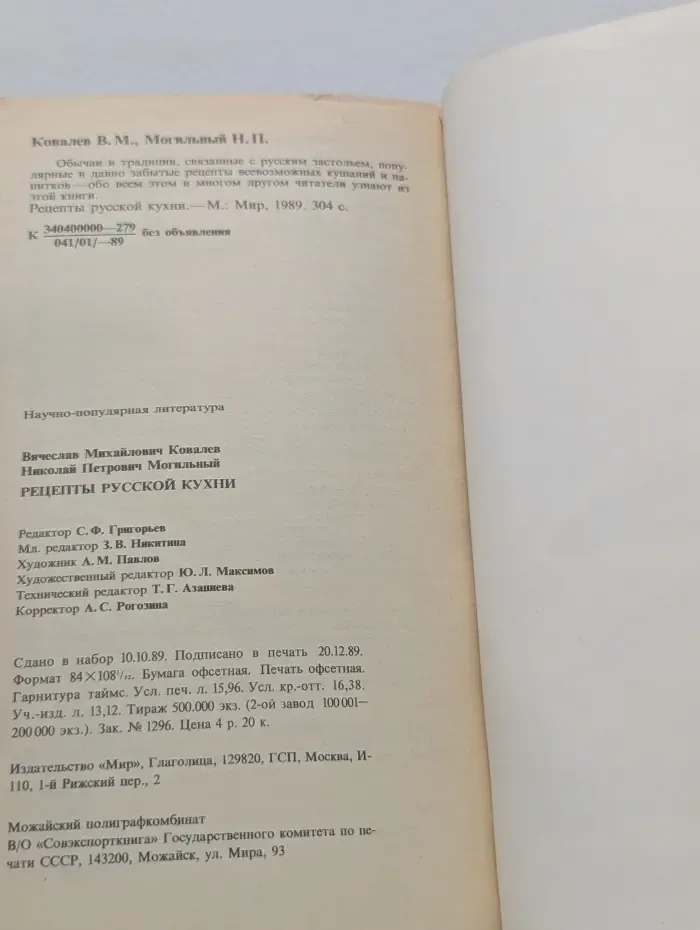 Ковалев В. М., Могильный Н. П.
Обычаи и традиции, связанные с русским застольем, попу-
лярные и давно забытые рецепты всевозможных кушаний и на-
питков — обо всем этом и многом другом читатели узнают из
этой книги.
Рецепты русской кухни. — М.: Мир, 1989. 304 с.
К 340400000—279 без объявления
041/01/—89
Научно-популярная литература
Вячеслав Михайлович Ковалев
Николай Петрович Могильный
РЕЦЕПТЫ РУССКОЙ КУХНИ
Редактор С. Ф. Григорьев
Мл. редактор З. В. Никитина
Художник А. М. Павлов
Художественный редактор Ю. Л. Максимов
Технический редактор Т. Г. Азаниева
Корректор А. С. Рогозина
Сдано в набор 10.10.89. Подписано в печать 20.12.89.
Формат 84×108¹/₃₂. Бумага офсетная. Печать офсетная.
Гарнитура таймс. Усл. печ. л. 15,96. Усл. кр.-отт. 16,38.
Уч.-изд. л. 13,12. Тираж 500.000 экз. (2-ой завод 100001—
200000 экз.). Зак. № 1296. Цена 4 р. 20 к.
Издательство «Мир», Глаголица, 129820, ГСП, Москва, И-
110, 1-й Рижский пер., 2
Можайский полиграфкомбинат
В/О «Совэкспорткнига» Государственного комитета по пе-
чати СССР, 143200, Можайск, ул. Мира, 93